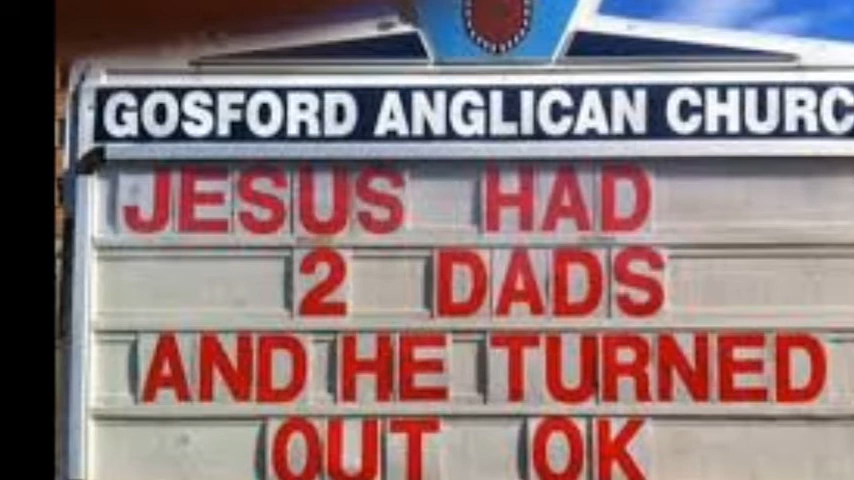 GOSFORD ANGLICAN CHURC
JESUS HAD
2 DADS
AND HE TURNED
OUT OK